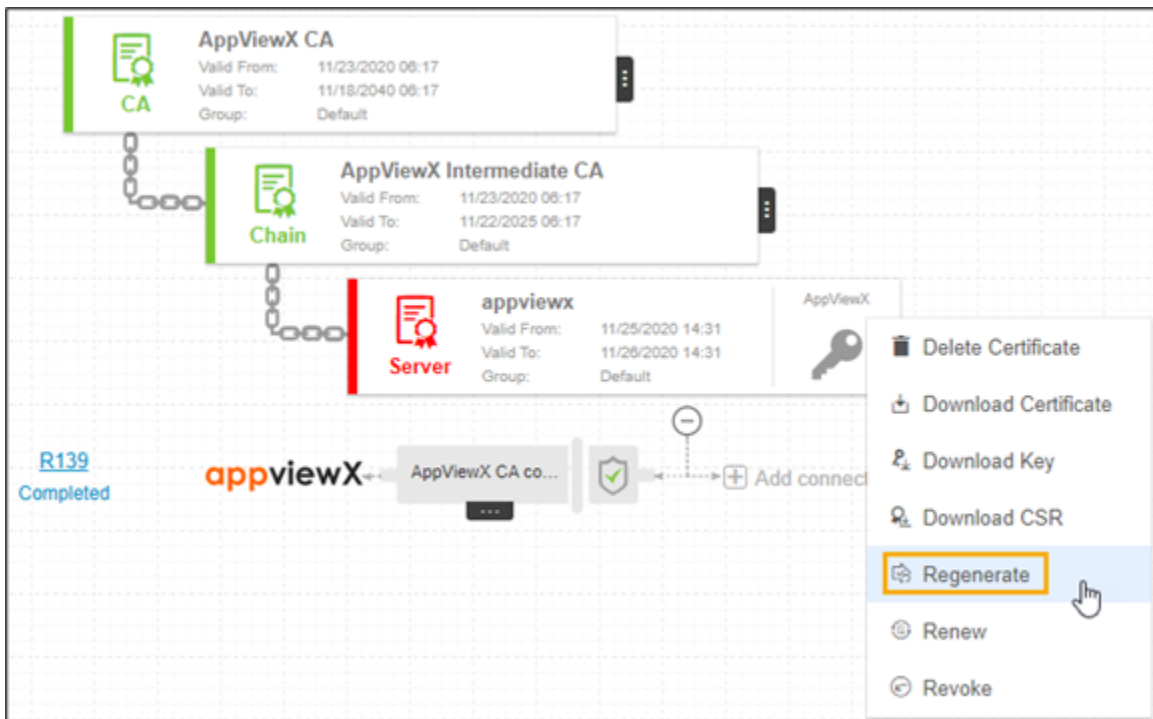 AppViewX CA
Valid From: 11/23/2020 06:17
Valid To: 11/18/2040 06:17
Group: Default
CA
AppViewX Intermediate CA
Valid From: 11/23/2020 06:17
Valid To: 11/22/2025 06:17
Group: Default
Chain
appviewx
Valid From: 11/25/2020 14:31
Valid To: 11/26/2020 14:31
Group: Default
Server
AppViewX
R139
Completed
appviewX
AppViewX CA co...
Add connect
Delete Certificate
Download Certificate
Download Key
Download CSR
Regenerate
Renew
Revoke